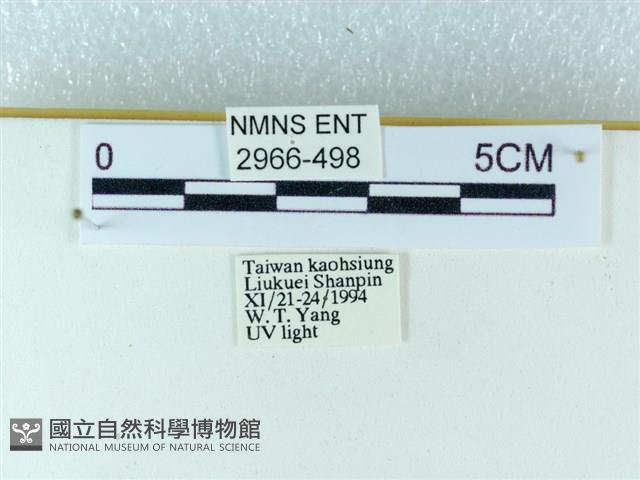 NMNS ENT
2966-498
0 5CM
Taiwan kaohsiung
Liukuei Shanpin
XI/21-24/1994
W. T. Yang
UV light
國立自然科學博物館
NATIONAL MUSEUM OF NATURAL SCIENCE